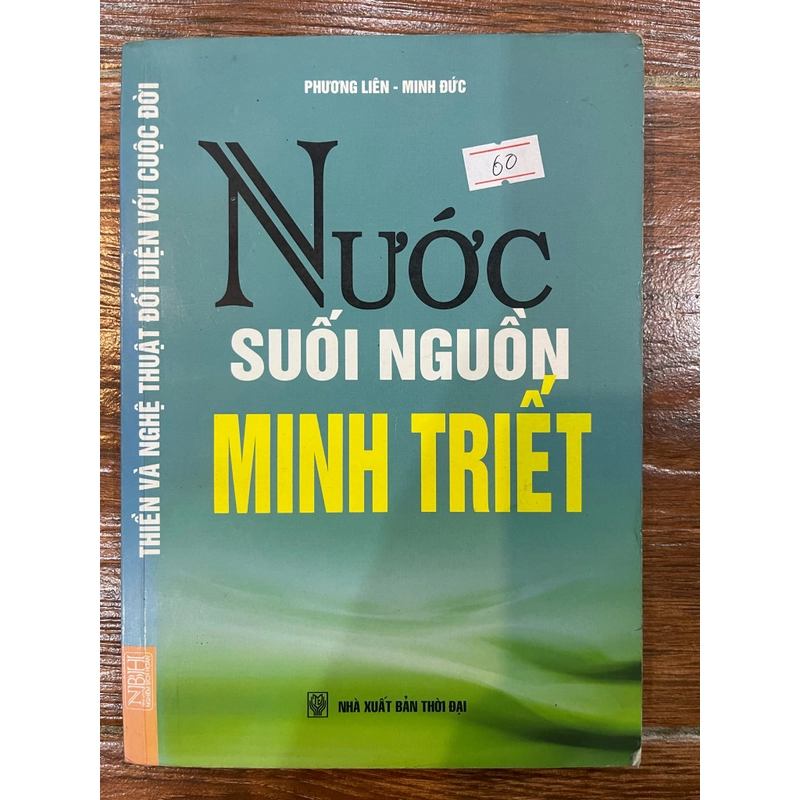 PHƯƠNG LIÊN - MINH ĐỨC
60
NƯỚC
SUỐI NGUỒN
MINH TRIẾT
THIỀN VÀ NGHỆ THUẬT ĐỐI DIỆN VỚI CUỘC ĐỜI
NBH
NHÀ XUẤT BẢN THỜI ĐẠI